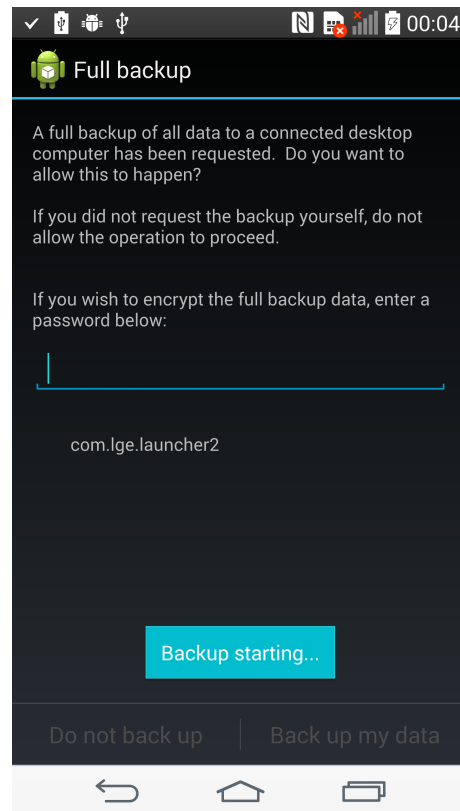 00:04
Full backup
A full backup of all data to a connected desktop
computer has been requested.  Do you want to
allow this to happen?
If you did not request the backup yourself, do not
allow the operation to proceed.
If you wish to encrypt the full backup data, enter a
password below:
com.lge.launcher2
Backup starting...
Do not back up
Back up my data